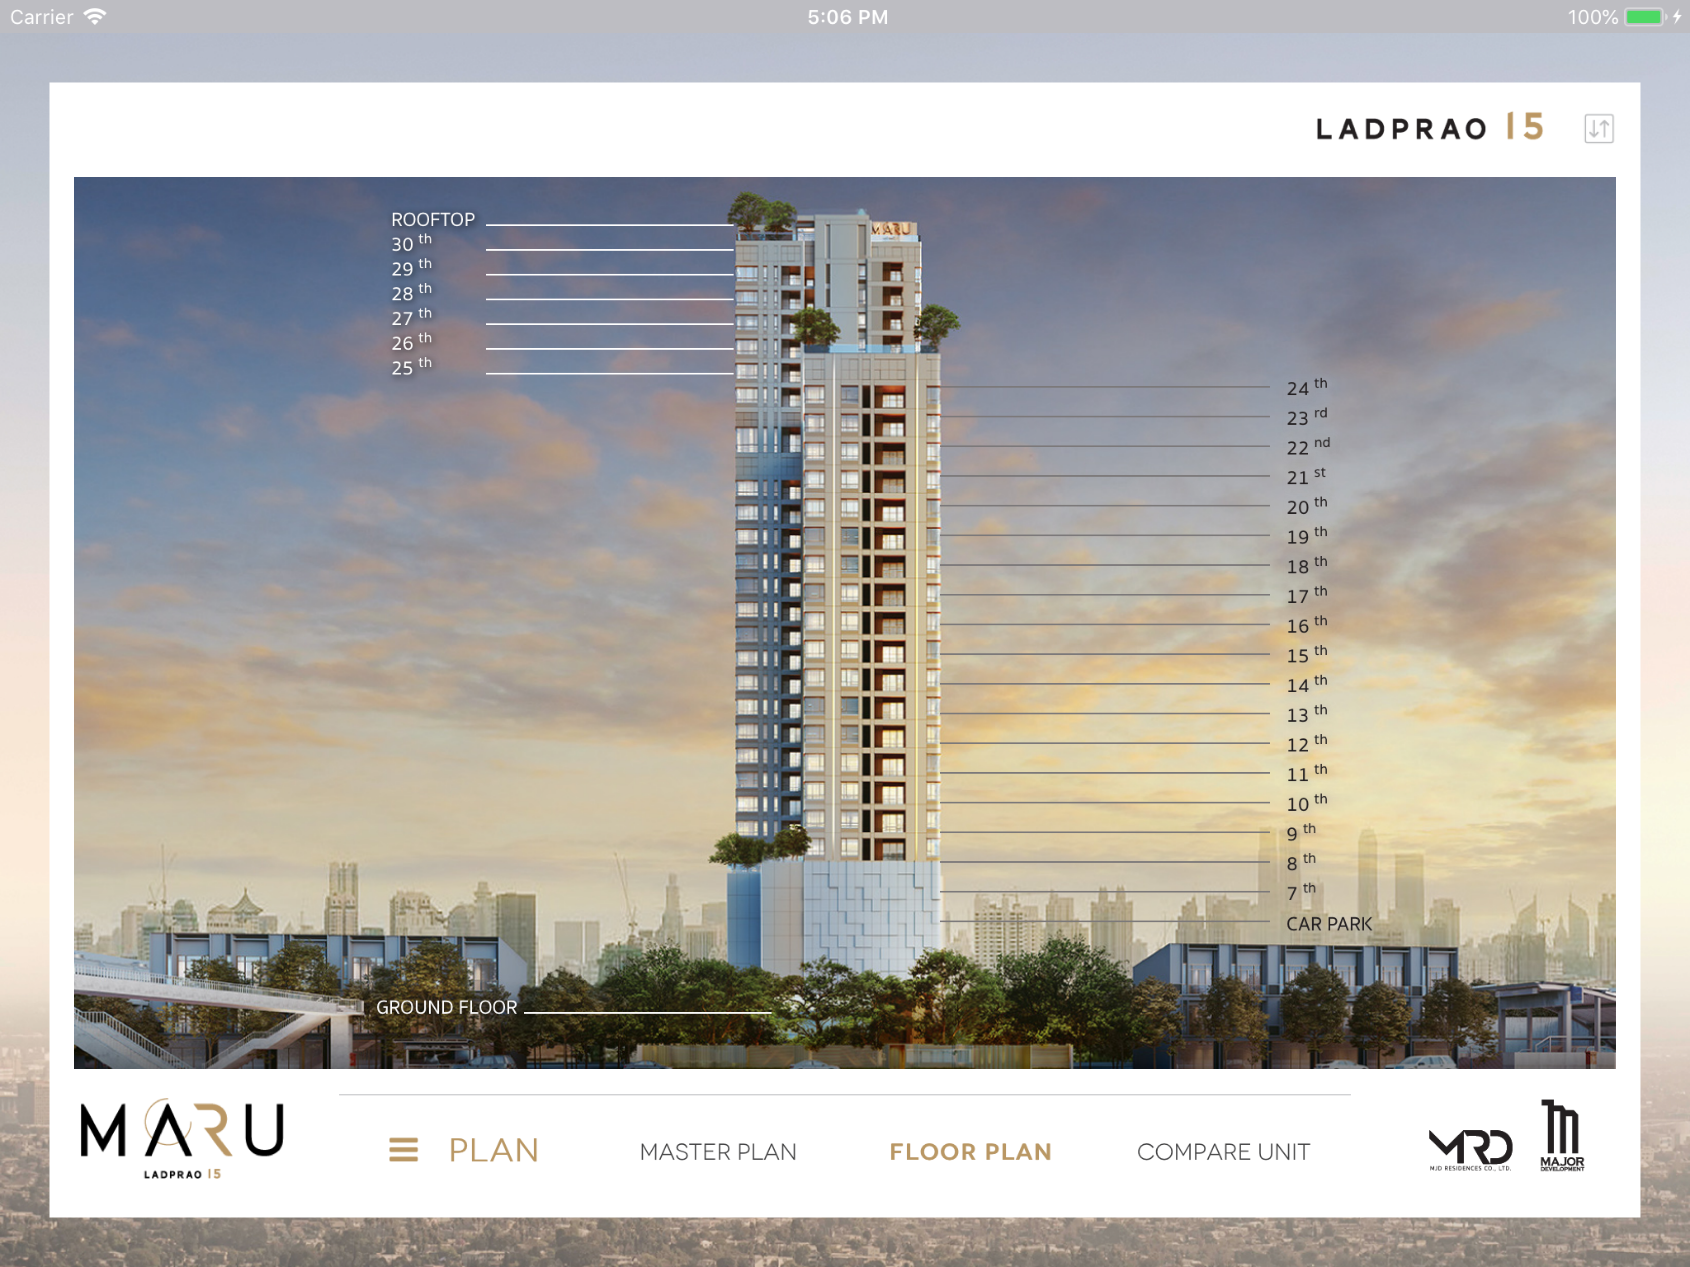 Carrier 5:06 PM 100%
LADPRAO 15
ROOFTOP
MARU
30 th
29 th
28 th
27 th
26 th
25 th
24 th
23 rd
22 nd
21 st
20 th
19 th
18 th
17 th
16 th
15 th
14 th
13 th
12 th
11 th
10 th
9 th
8 th
7 th
CAR PARK
GROUND FLOOR
MARU
LADPRAO 15
PLAN
MASTER PLAN
FLOOR PLAN
COMPARE UNIT
MRD
MJD RESIDENCES CO., LTD.
MAJOR
DEVELOPMENT